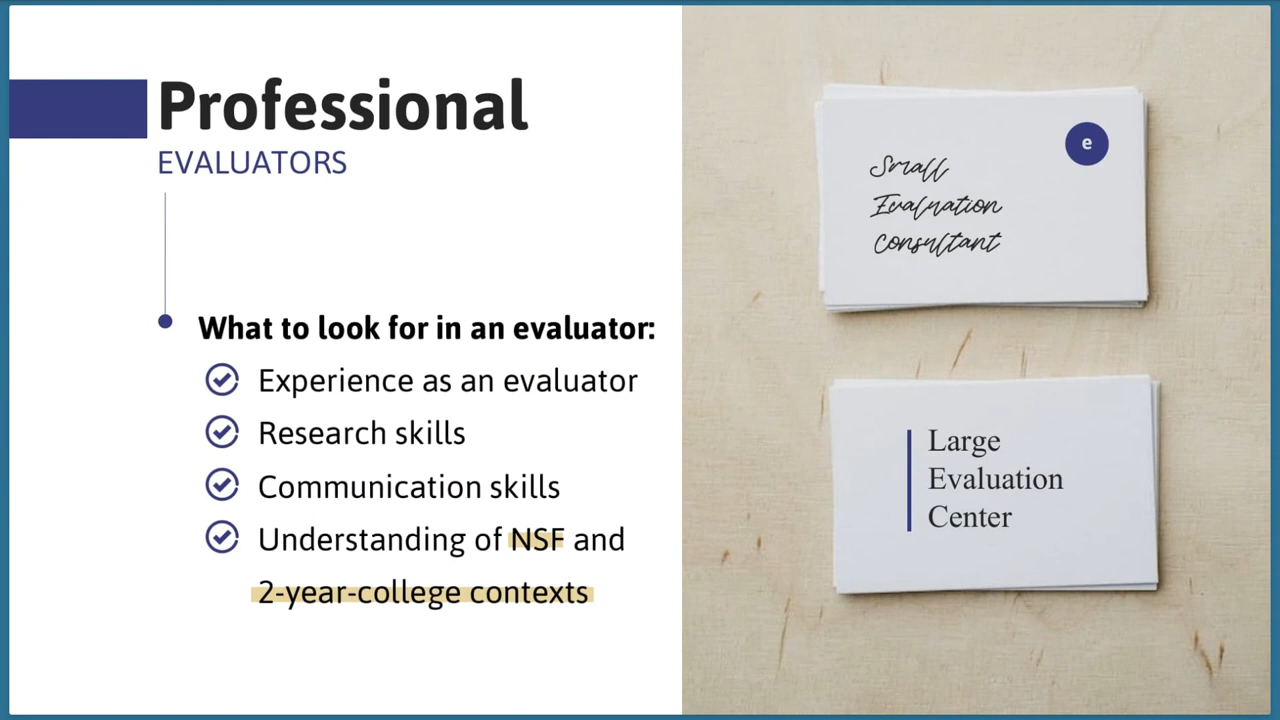 Professional
EVALUATORS
What to look for in an evaluator:
Experience as an evaluator
Research skills
Communication skills
Understanding of NSF and
2-year-college contexts
e
Small
Evaluation
Consultant
Large
Evaluation
Center